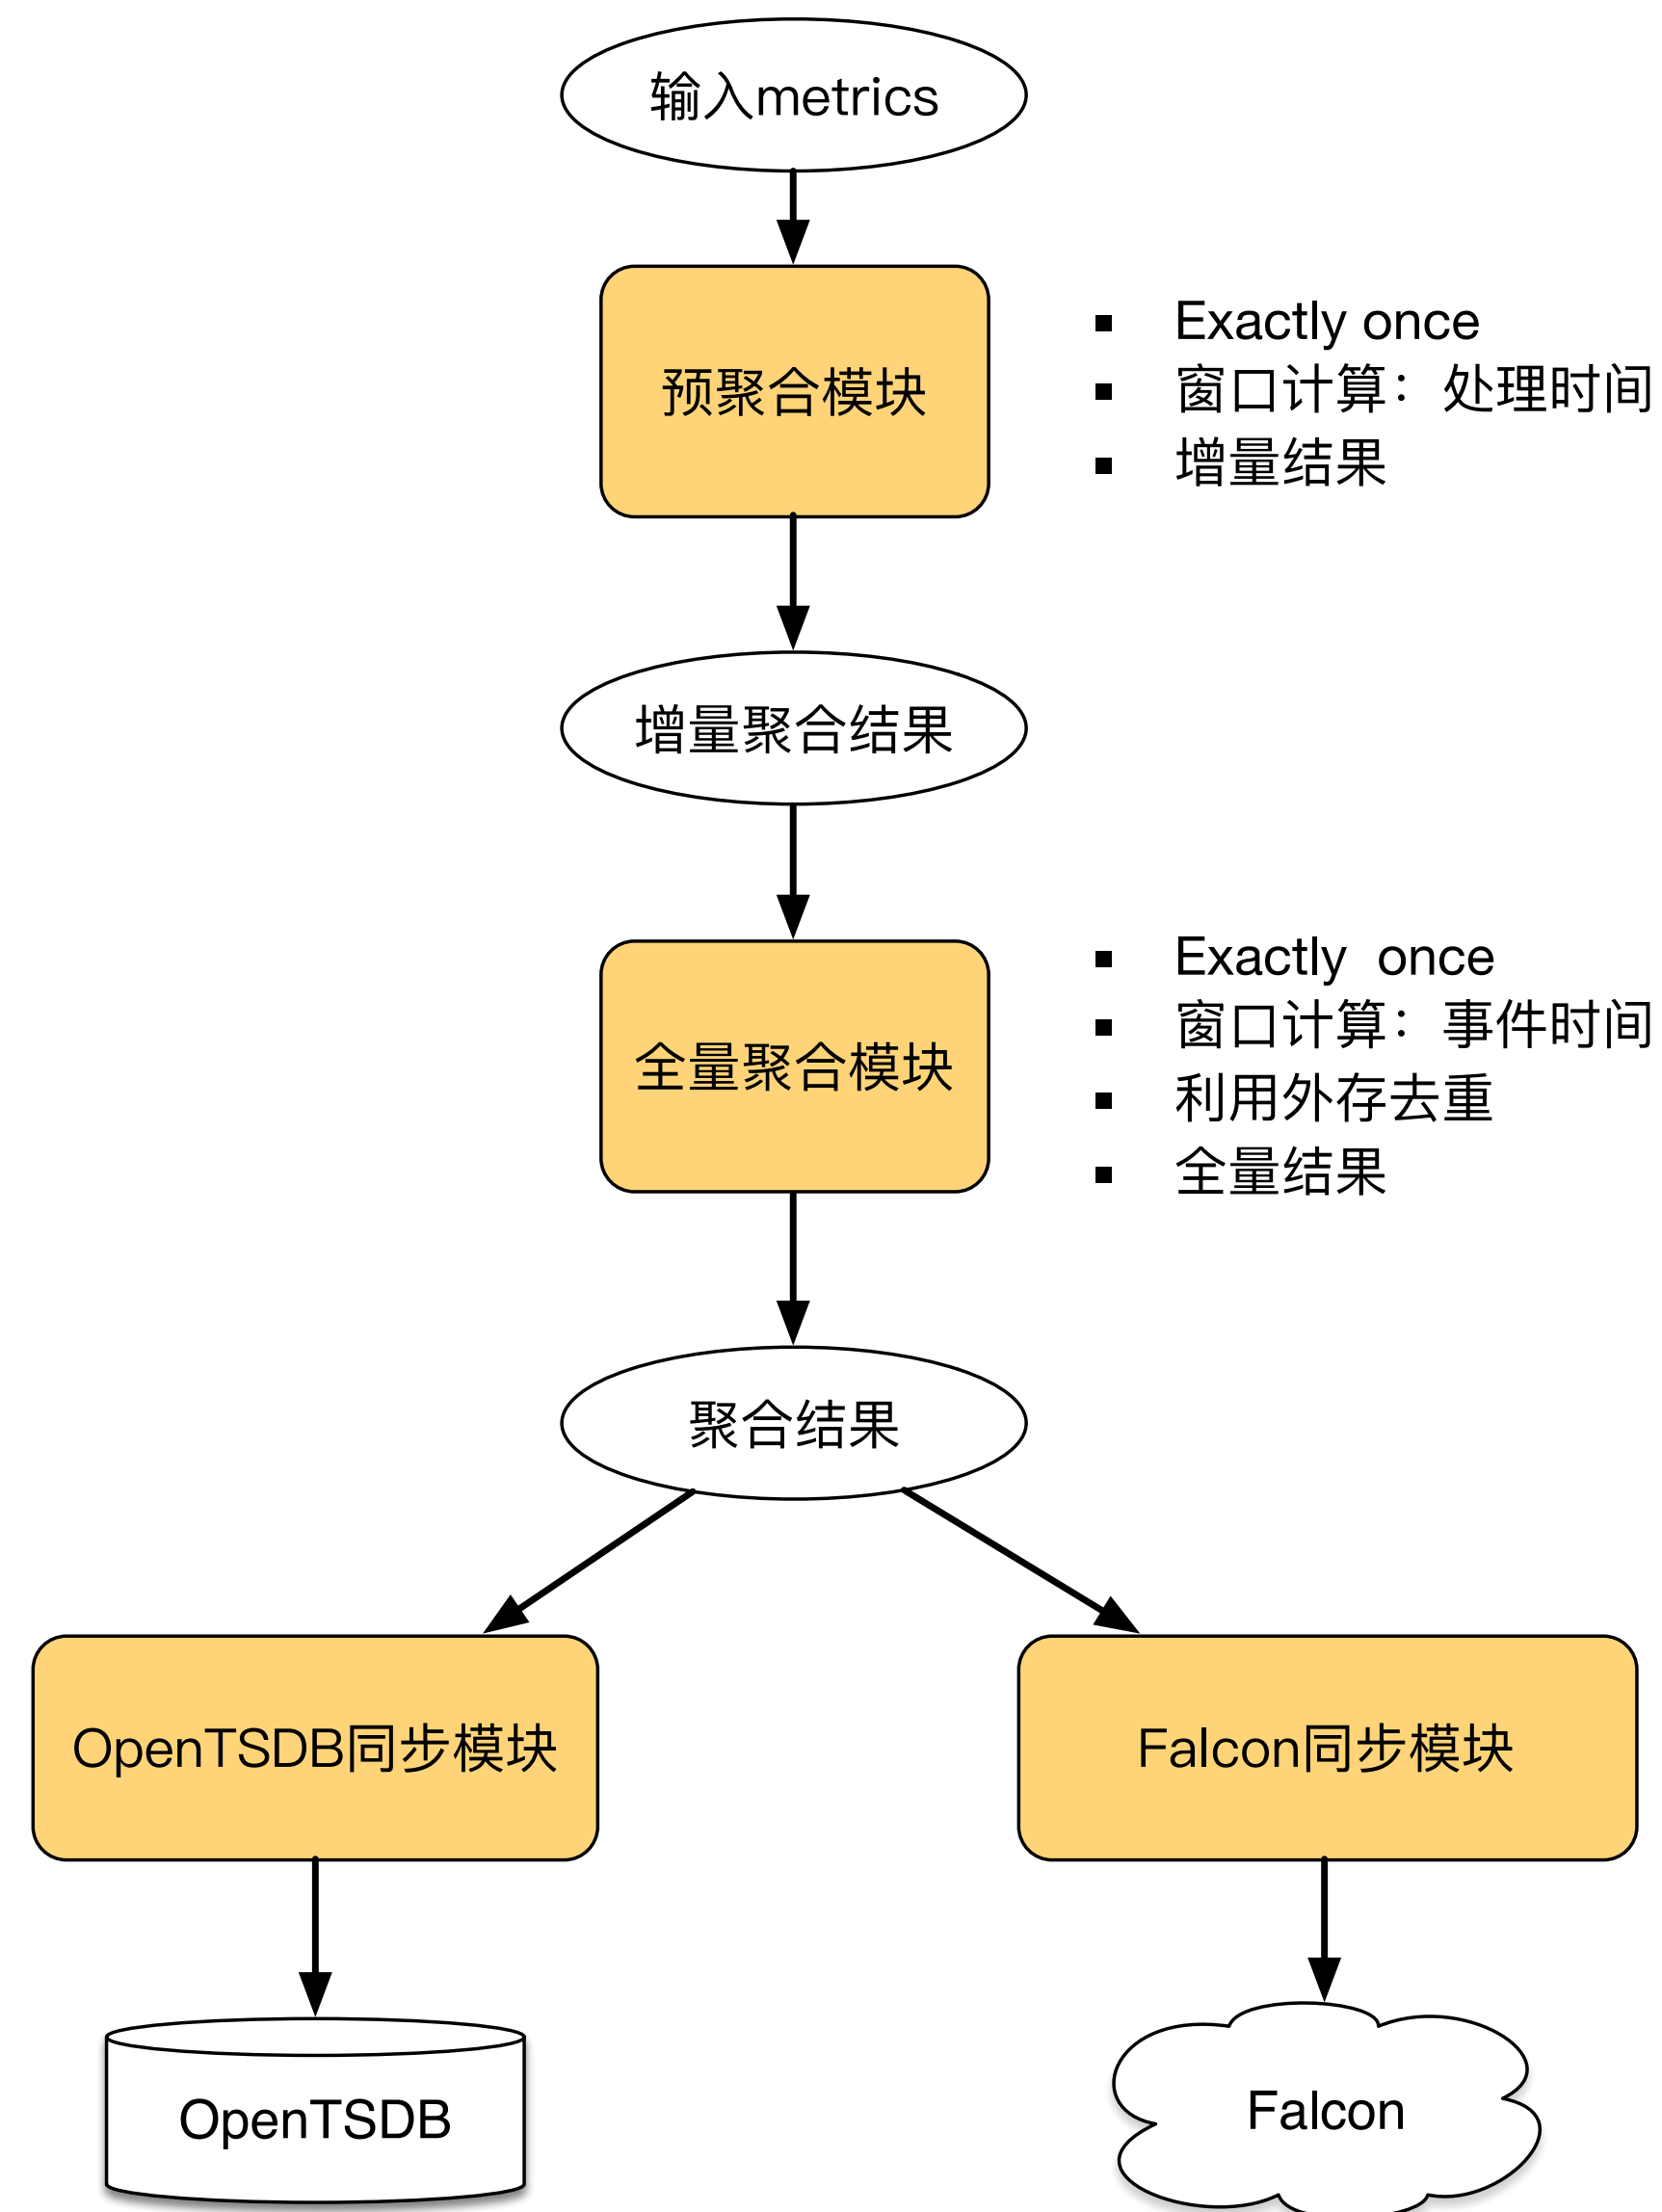 输入metrics
预聚合模块
Exactly once
窗口计算：处理时间
增量结果
增量聚合结果
全量聚合模块
Exactly once
窗口计算：事件时间
利用外存去重
全量结果
聚合结果
OpenTSDB同步模块
Falcon同步模块
OpenTSDB
Falcon